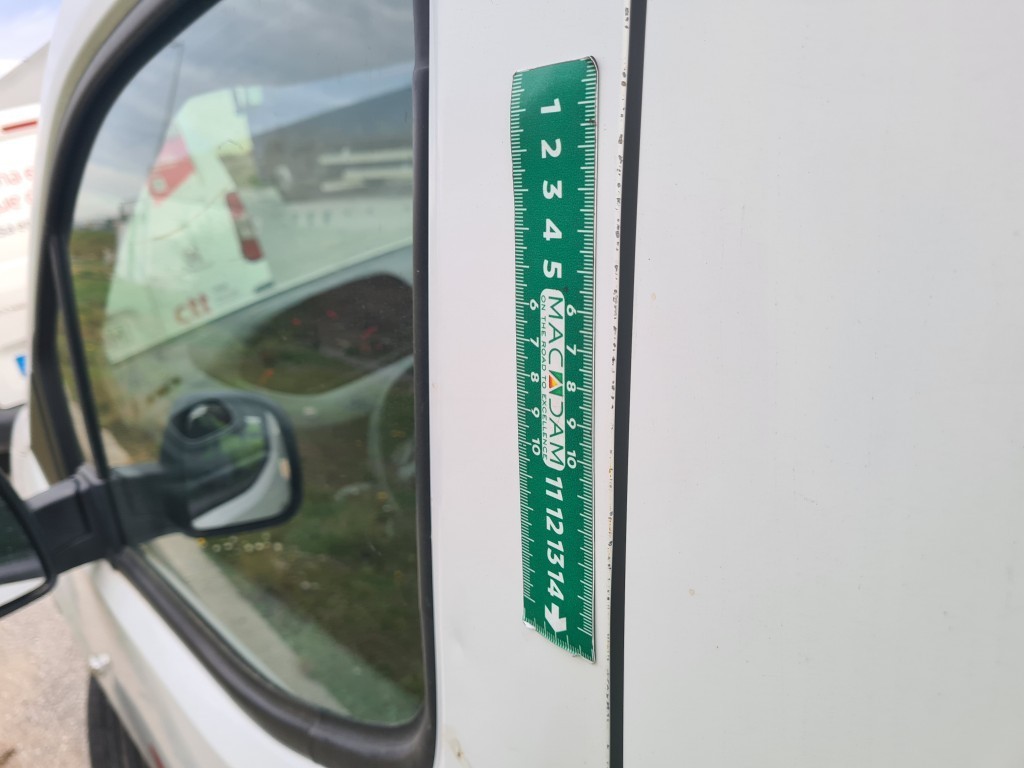 1 2 3 4 5
6 7 8 9 10
MACADAM
ON THE ROAD TO EXCELLENCE
6 7 8 9 10
11 12 13 14
ctt